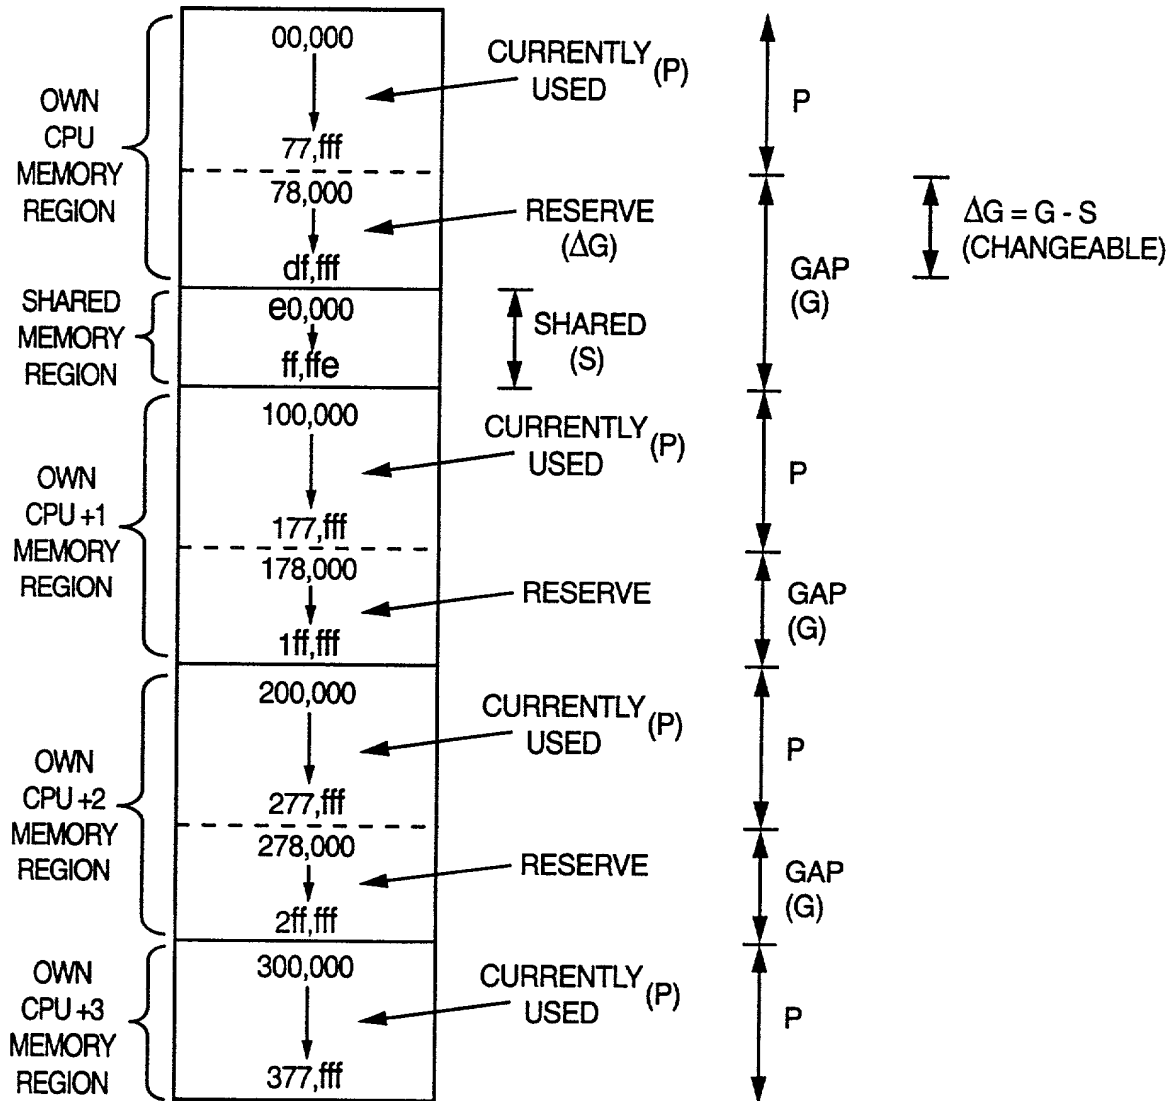 00,000
77,fff
OWN
CPU
MEMORY
REGION
CURRENTLY
USED
(P)
P
78,000
df,fff
RESERVE
(ΔG)
GAP
(G)
ΔG = G - S
(CHANGEABLE)
SHARED
MEMORY
REGION
e0,000
ff,ffe
SHARED
(S)
OWN
CPU +1
MEMORY
REGION
100,000
177,fff
CURRENTLY
USED
(P)
P
178,000
1ff,fff
RESERVE
GAP
(G)
OWN
CPU +2
MEMORY
REGION
200,000
277,fff
CURRENTLY
USED
(P)
P
278,000
2ff,fff
RESERVE
GAP
(G)
OWN
CPU +3
MEMORY
REGION
300,000
377,fff
CURRENTLY
USED
(P)
P